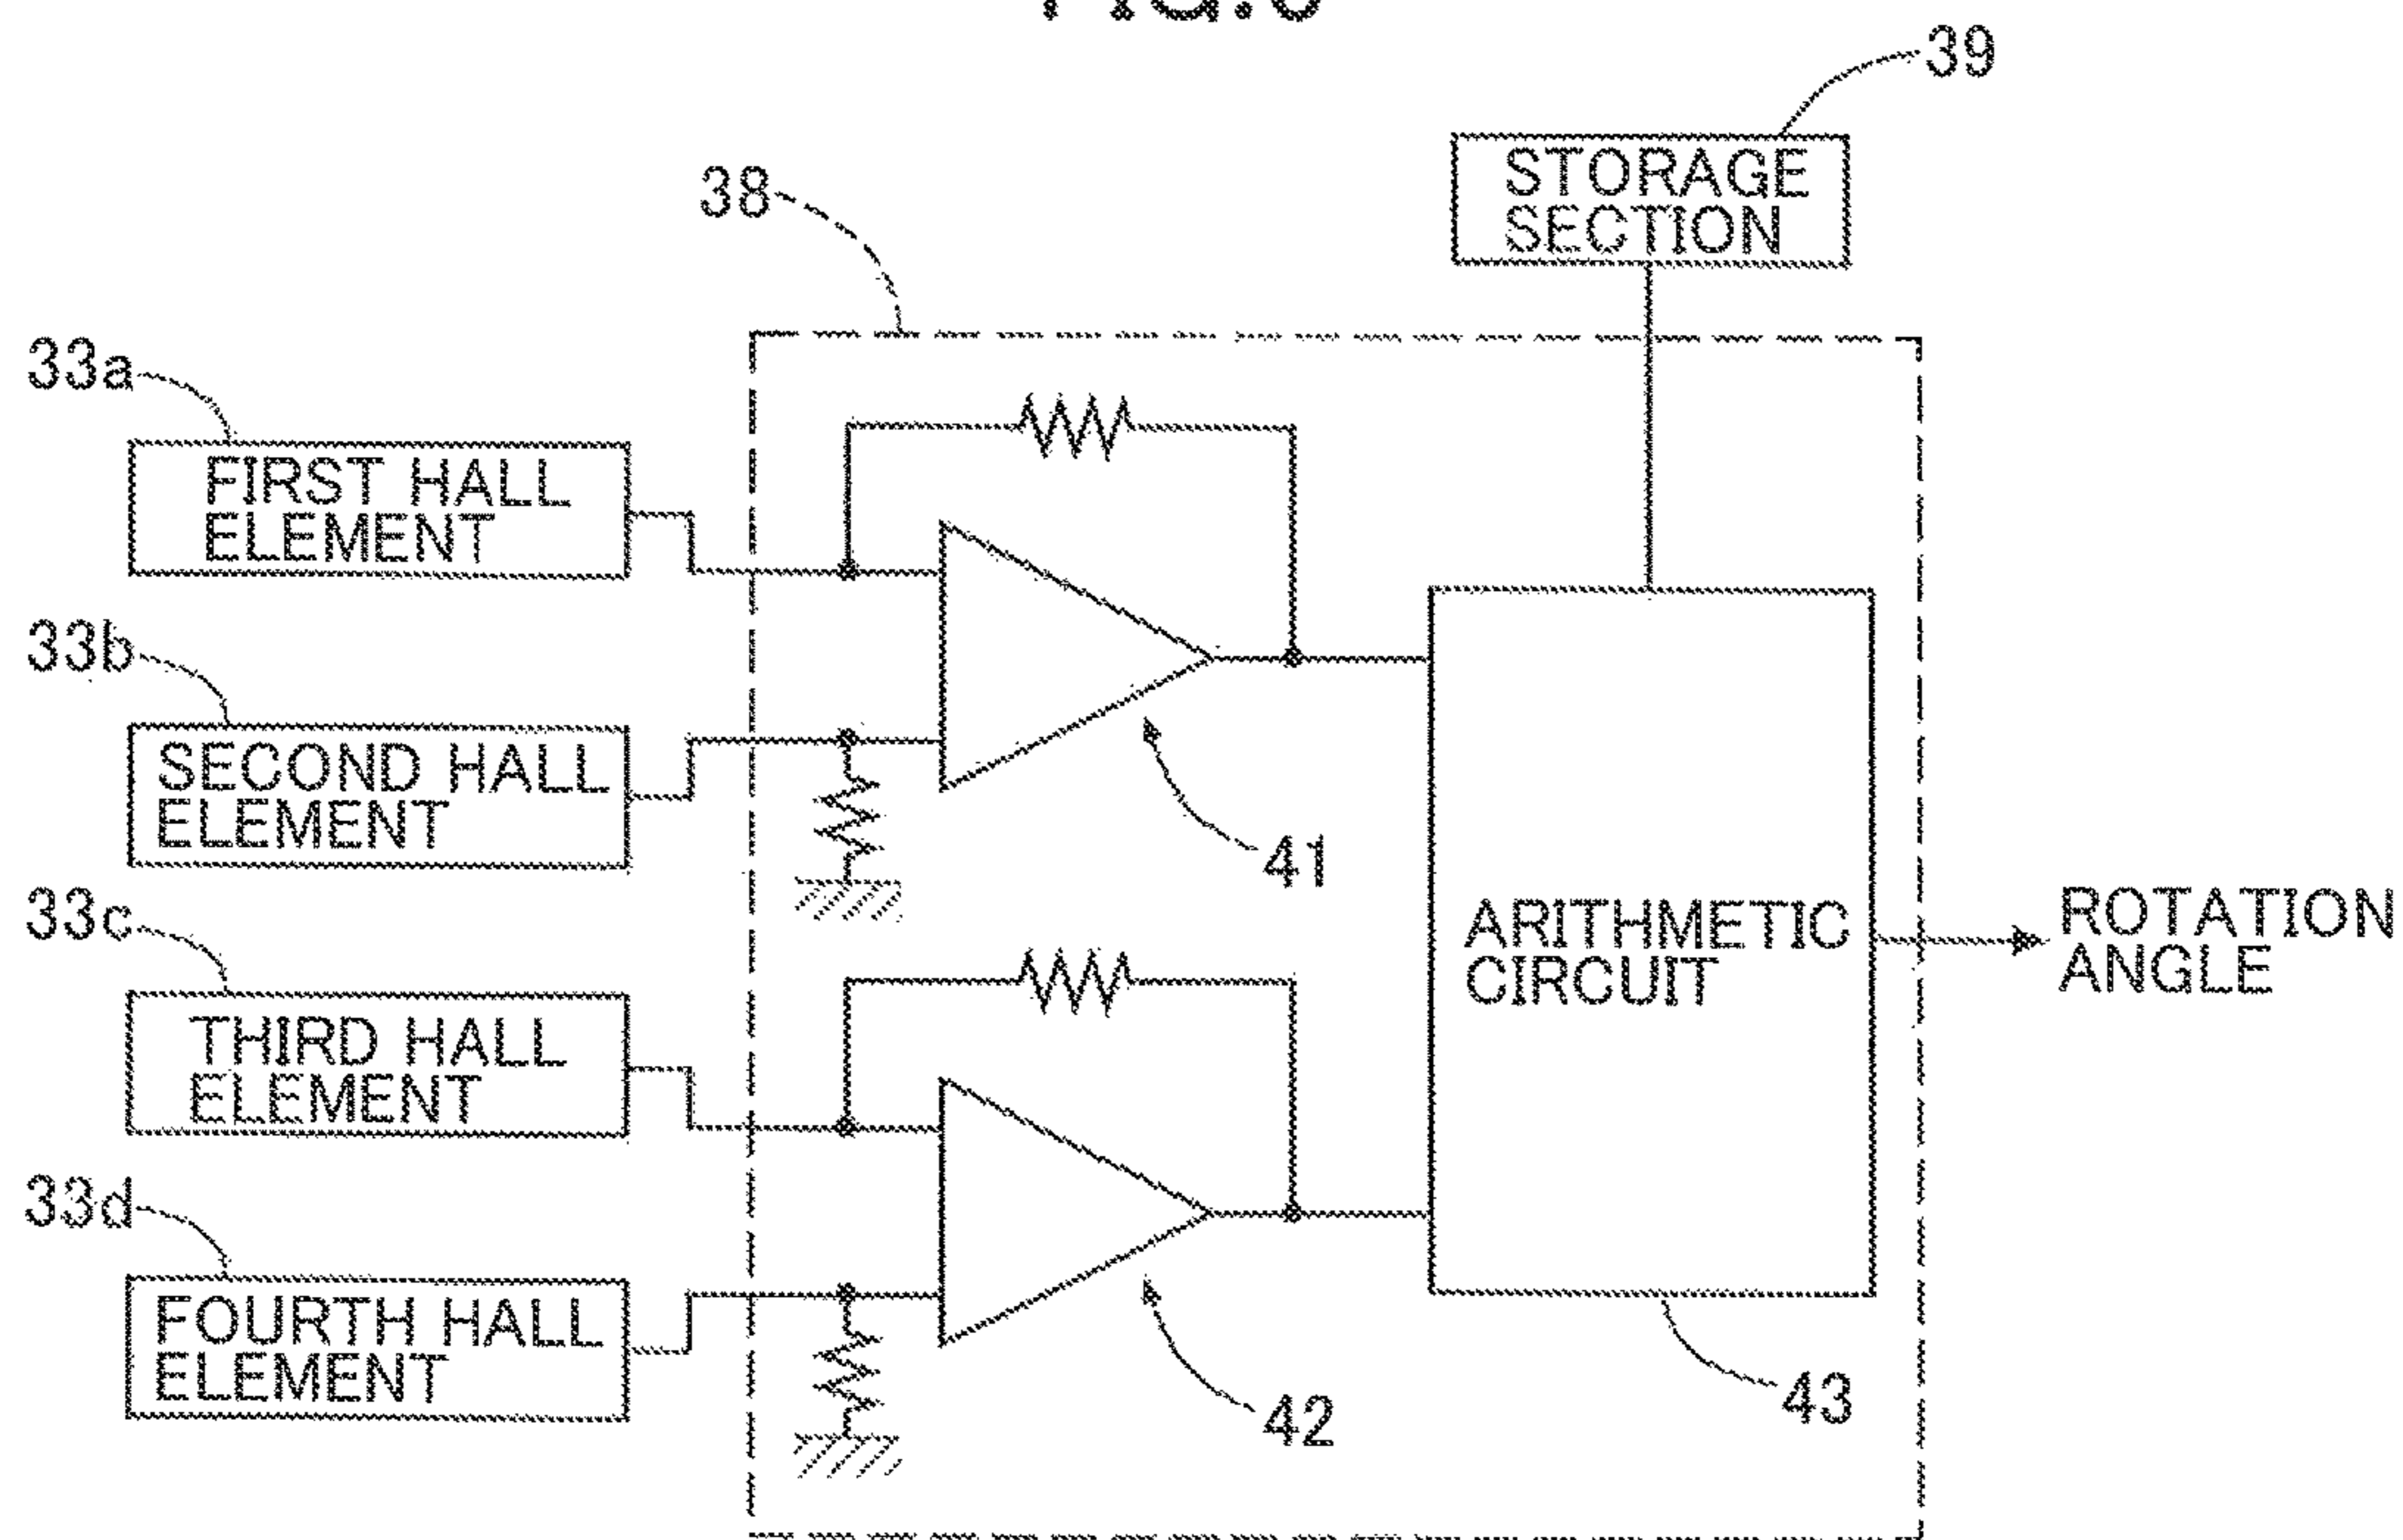 39
STORAGE
SECTION
38
33a
FIRST HALL
ELEMENT
33b
SECOND HALL
ELEMENT
41
33c
THIRD HALL
ELEMENT
ARITHMETIC
CIRCUIT
ROTATION
ANGLE
33d
FOURTH HALL
ELEMENT
42
43